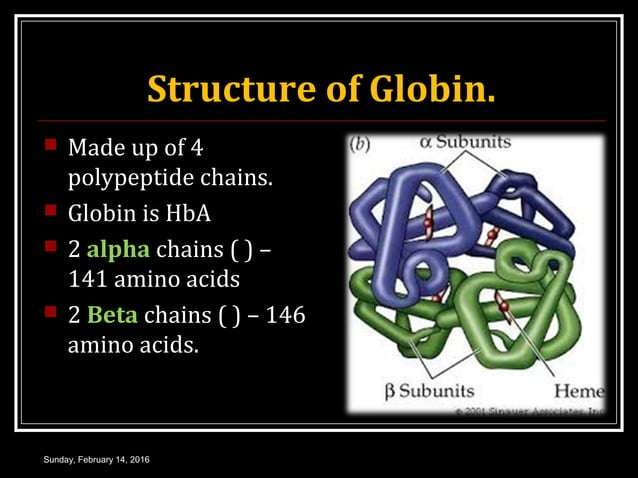 Structure of Globin.
Made up of 4
polypeptide chains.
Globin is HbA
2 alpha chains ( ) –
141 amino acids
2 Beta chains ( ) – 146
amino acids.
(b)
α Subunits
β Subunits
Heme
© 2001 Sinauer Associates, Inc
Sunday, February 14, 2016